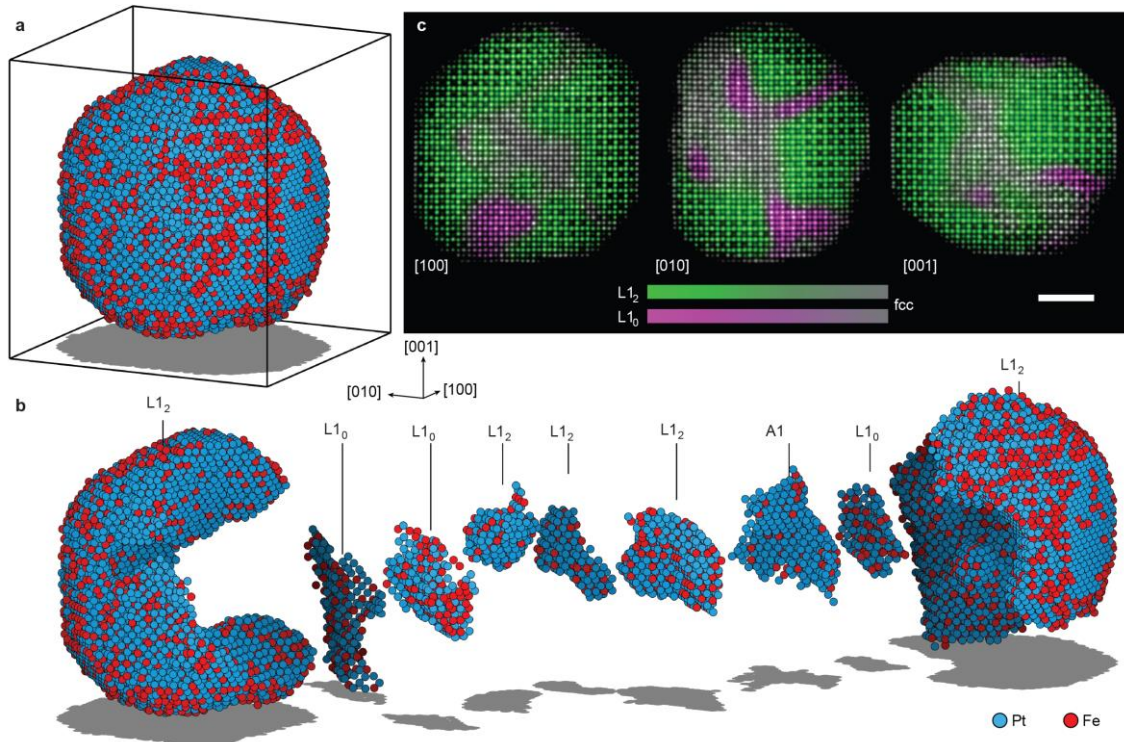 a
c
[100]
[010]
[001]
L1₂
L1₀
fcc
[001]
[010]
[100]
b
L1₂
L1₀
L1₀
L1₂
L1₂
L1₂
A1
L1₀
L1₂
Pt
Fe